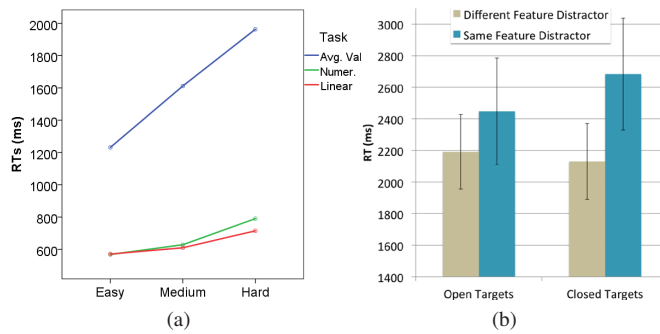 2000
1800
1600
1400
1200
1000
800
600
RTs (ms)
Easy Medium Hard
Task
Avg. Val
Numer.
Linear
(a)
Different Feature Distractor
Same Feature Distractor
3000
2800
2600
2400
2200
2000
1800
1600
1400
RT (ms)
Open Targets Closed Targets
(b)